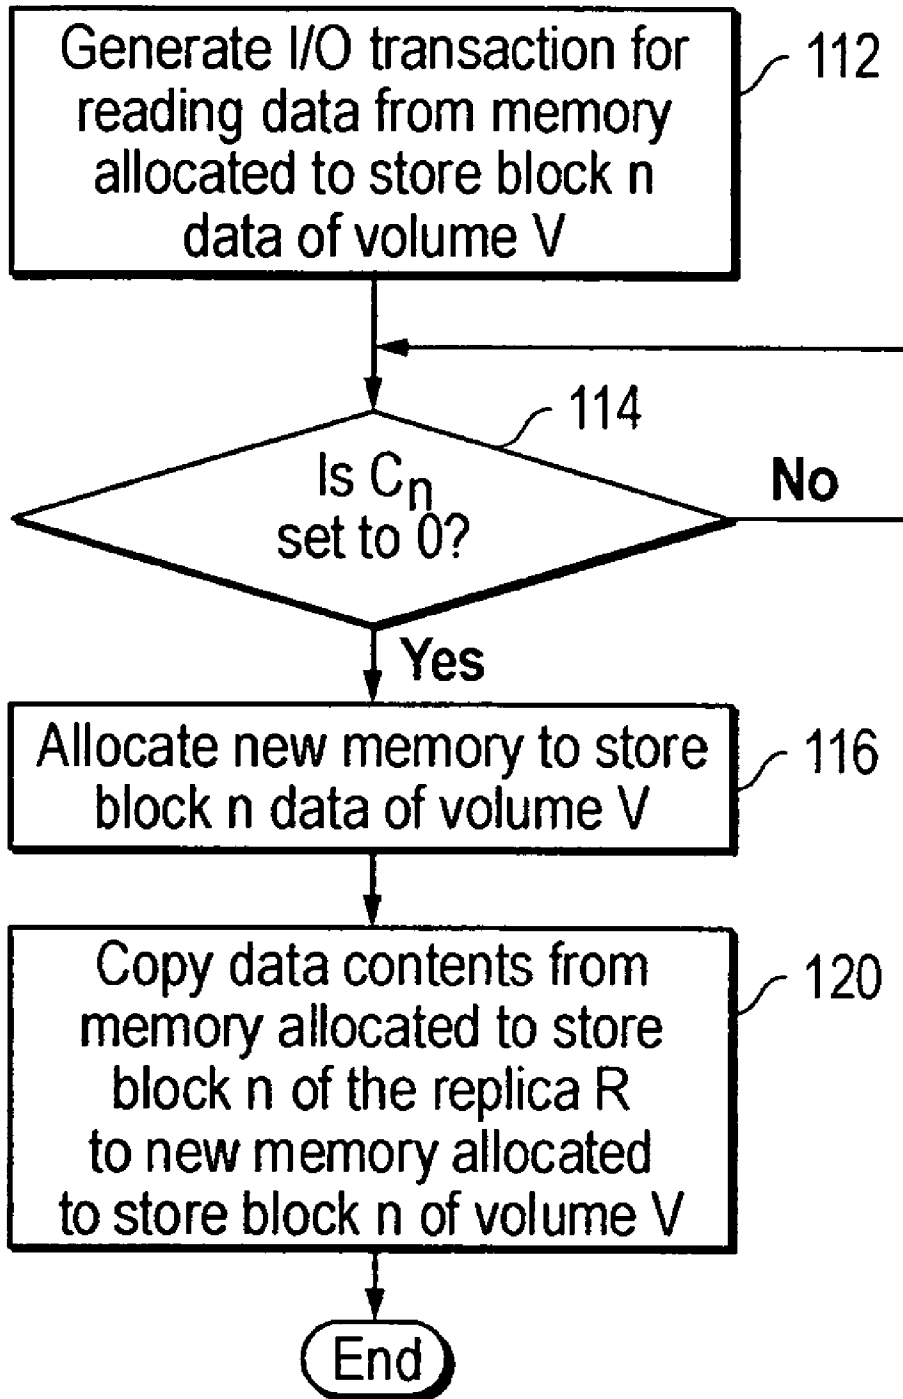 Generate I/O transaction for
reading data from memory
allocated to store block n
data of volume V
112
114
Is Cn
set to 0?
No
Yes
Allocate new memory to store
block n data of volume V
116
Copy data contents from
memory allocated to store
block n of the replica R
to new memory allocated
to store block n of volume V
120
End